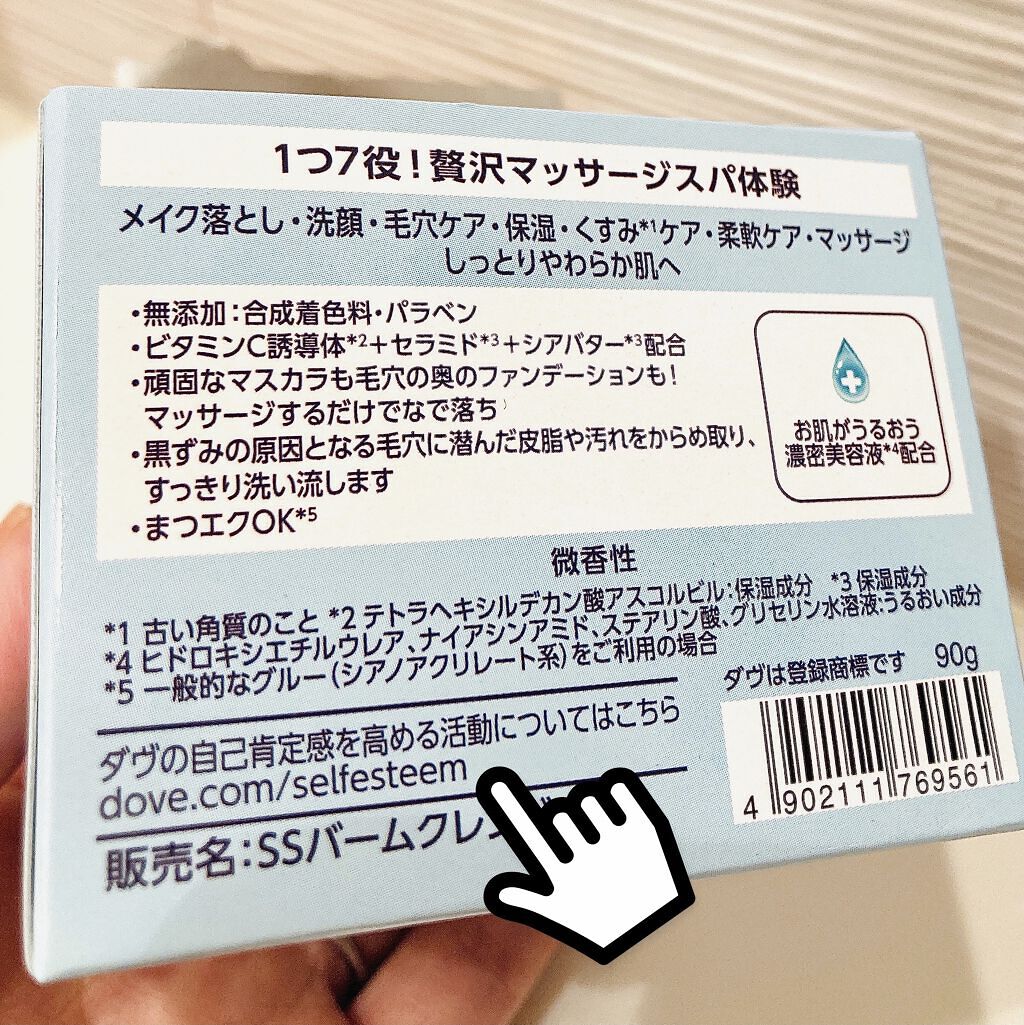 1つ7役！贅沢マッサージスパ体験
メイク落とし・洗顔・毛穴ケア・保湿・くすみ*1ケア・柔軟ケア・マッサージ
しっとりやわらか肌へ
・無添加：合成着色料・パラベン
・ビタミンC誘導体*2＋セラミド*3＋シアバター*3配合
・頑固なマスカラも毛穴の奥のファンデーションも！
マッサージするだけでなで落ち
・黒ずみの原因となる毛穴に潜んだ皮脂や汚れをからめ取り、
すっきり洗い流します
・まつエクOK*5
お肌がうるおう
濃密美容液*4配合
微香性
*1 古い角質のこと *2 テトラヘキシルデカン酸アスコルビル：保湿成分 *3 保湿成分
*4 ヒドロキシエチルウレア、ナイアシンアミド、ステアリン酸、グリセリン水溶液：うるおい成分
*5 一般的なグルー（シアノアクリレート系）をご利用の場合
ダヴは登録商標です 90g
ダヴの自己肯定感を高める活動についてはこちら
dove.com/selfesteem
販売名：SSバームクレ
4 902111 769561